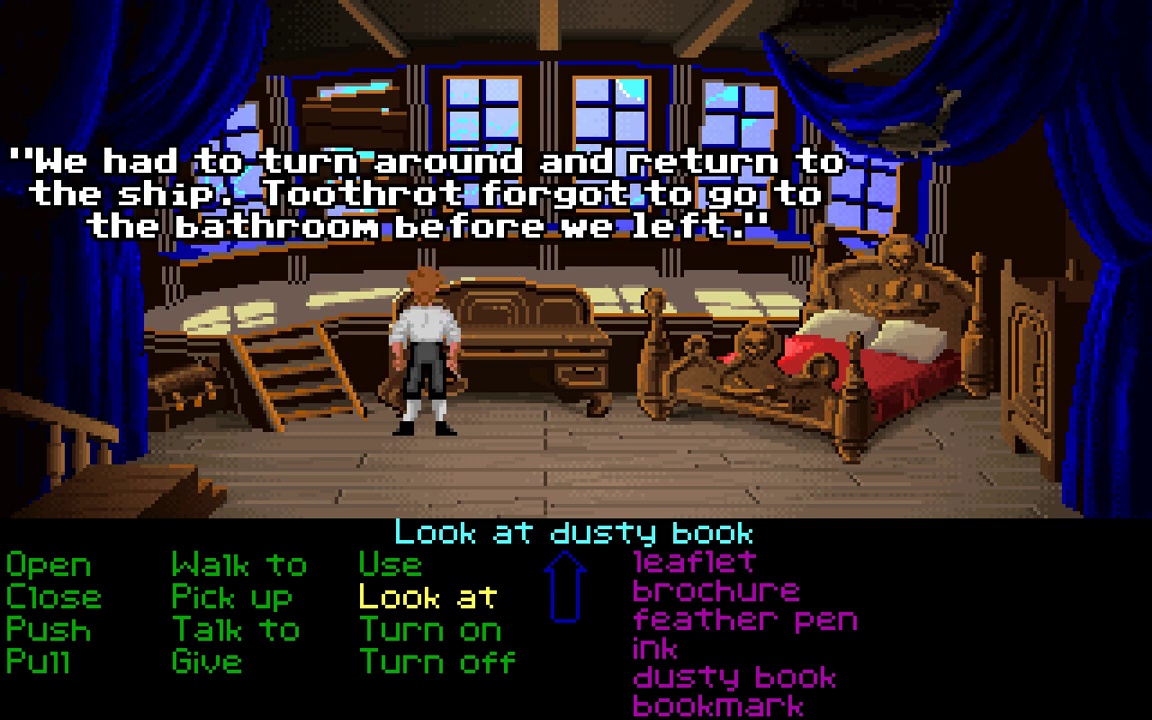 "We had to turn around and return to
the ship.  Toothrot forgot to go to
the bathroom before we left."
Look at dusty book
Open Walk to Use
Close Pick up Look at
Push Talk to Turn on
Pull Give Turn off
leaflet
brochure
feather pen
ink
dusty book
bookmark